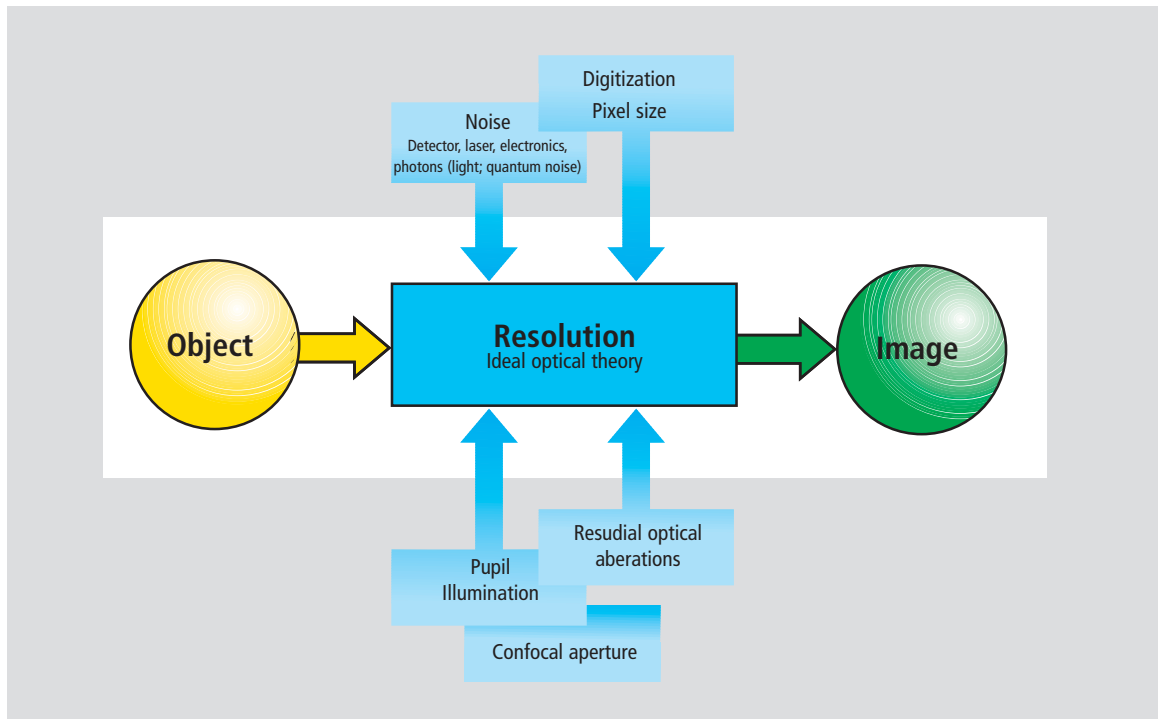 Digitization
Pixel size
Noise
Detector, laser, electronics,
photons (light; quantum noise)
Object
Resolution
Ideal optical theory
Image
Resudial optical
aberations
Pupil
Illumination
Confocal aperture